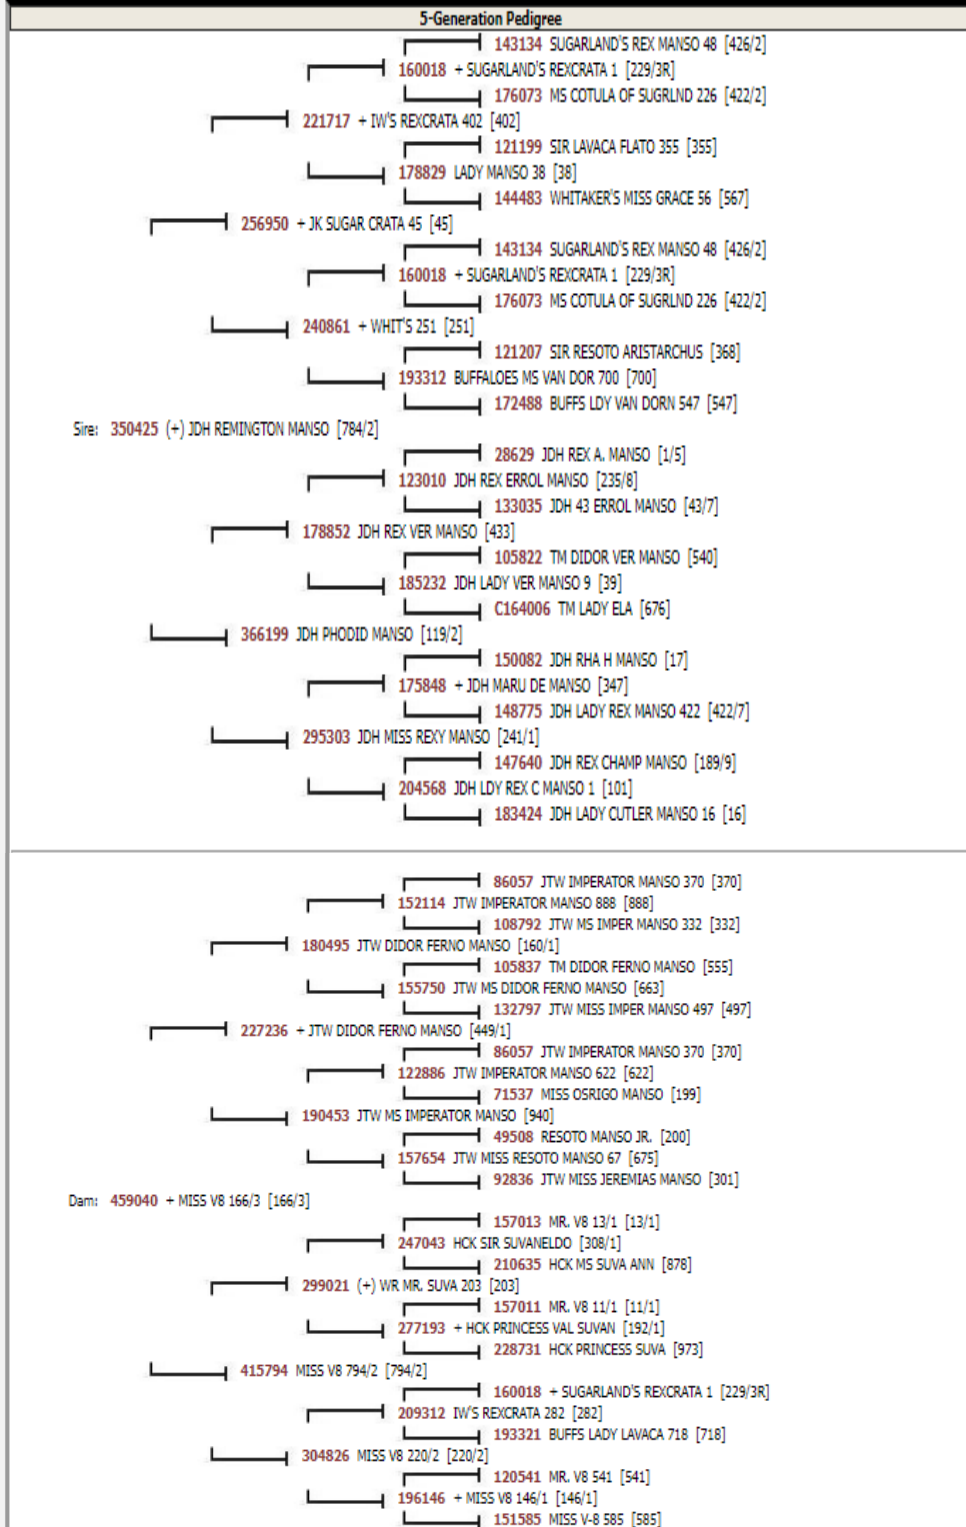 5-Generation Pedigree
143134 SUGARLAND'S REX MANSO 48 [426/2]
160018 + SUGARLAND'S REXCRATA 1 [229/3R]
176073 MS COTULA OF SUGRLND 226 [422/2]
221717 + IW'S REXCRATA 402 [402]
121199 SIR LAVACA FLATO 355 [355]
178829 LADY MANSO 38 [38]
144483 WHITAKER'S MISS GRACE 56 [567]
256950 + JK SUGAR CRATA 45 [45]
143134 SUGARLAND'S REX MANSO 48 [426/2]
160018 + SUGARLAND'S REXCRATA 1 [229/3R]
176073 MS COTULA OF SUGRLND 226 [422/2]
240861 + WHIT'S 251 [251]
121207 SIR RESOTO ARISTARCHUS [368]
193312 BUFFALOES MS VAN DOR 700 [700]
172488 BUFFS LDY VAN DORN 547 [547]
Sire: 350425 (+) JDH REMINGTON MANSO [784/2]
28629 JDH REX A. MANSO [1/5]
123010 JDH REX ERROL MANSO [235/8]
133035 JDH 43 ERROL MANSO [43/7]
178852 JDH REX VER MANSO [433]
105822 TM DIDOR VER MANSO [540]
185232 JDH LADY VER MANSO 9 [39]
C164006 TM LADY ELA [676]
366199 JDH PHODID MANSO [119/2]
150082 JDH RHA H MANSO [17]
175848 + JDH MARU DE MANSO [347]
148775 JDH LADY REX MANSO 422 [422/7]
295303 JDH MISS REXY MANSO [241/1]
147640 JDH REX CHAMP MANSO [189/9]
204568 JDH LDY REX C MANSO 1 [101]
183424 JDH LADY CUTLER MANSO 16 [16]
86057 JTW IMPERATOR MANSO 370 [370]
152114 JTW IMPERATOR MANSO 888 [888]
108792 JTW MS IMPER MANSO 332 [332]
180495 JTW DIDOR FERNO MANSO [160/1]
105837 TM DIDOR FERNO MANSO [555]
155750 JTW MS DIDOR FERNO MANSO [663]
132797 JTW MISS IMPER MANSO 497 [497]
227236 + JTW DIDOR FERNO MANSO [449/1]
86057 JTW IMPERATOR MANSO 370 [370]
122886 JTW IMPERATOR MANSO 622 [622]
71537 MISS OSRIGO MANSO [199]
190453 JTW MS IMPERATOR MANSO [940]
49508 RESOTO MANSO JR. [200]
157654 JTW MISS RESOTO MANSO 67 [675]
92836 JTW MISS JEREMIAS MANSO [301]
Dam: 459040 + MISS V8 166/3 [166/3]
157013 MR. V8 13/1 [13/1]
247043 HCK SIR SUVANELDO [308/1]
210635 HCK MS SUVA ANN [878]
299021 (+) WR MR. SUVA 203 [203]
157011 MR. V8 11/1 [11/1]
277193 + HCK PRINCESS VAL SUVAN [192/1]
228731 HCK PRINCESS SUVA [973]
415794 MISS V8 794/2 [794/2]
160018 + SUGARLAND'S REXCRATA 1 [229/3R]
209312 IW'S REXCRATA 282 [282]
193321 BUFFS LADY LAVACA 718 [718]
304826 MISS V8 220/2 [220/2]
120541 MR. V8 541 [541]
196146 + MISS V8 146/1 [146/1]
151585 MISS V-8 585 [585]